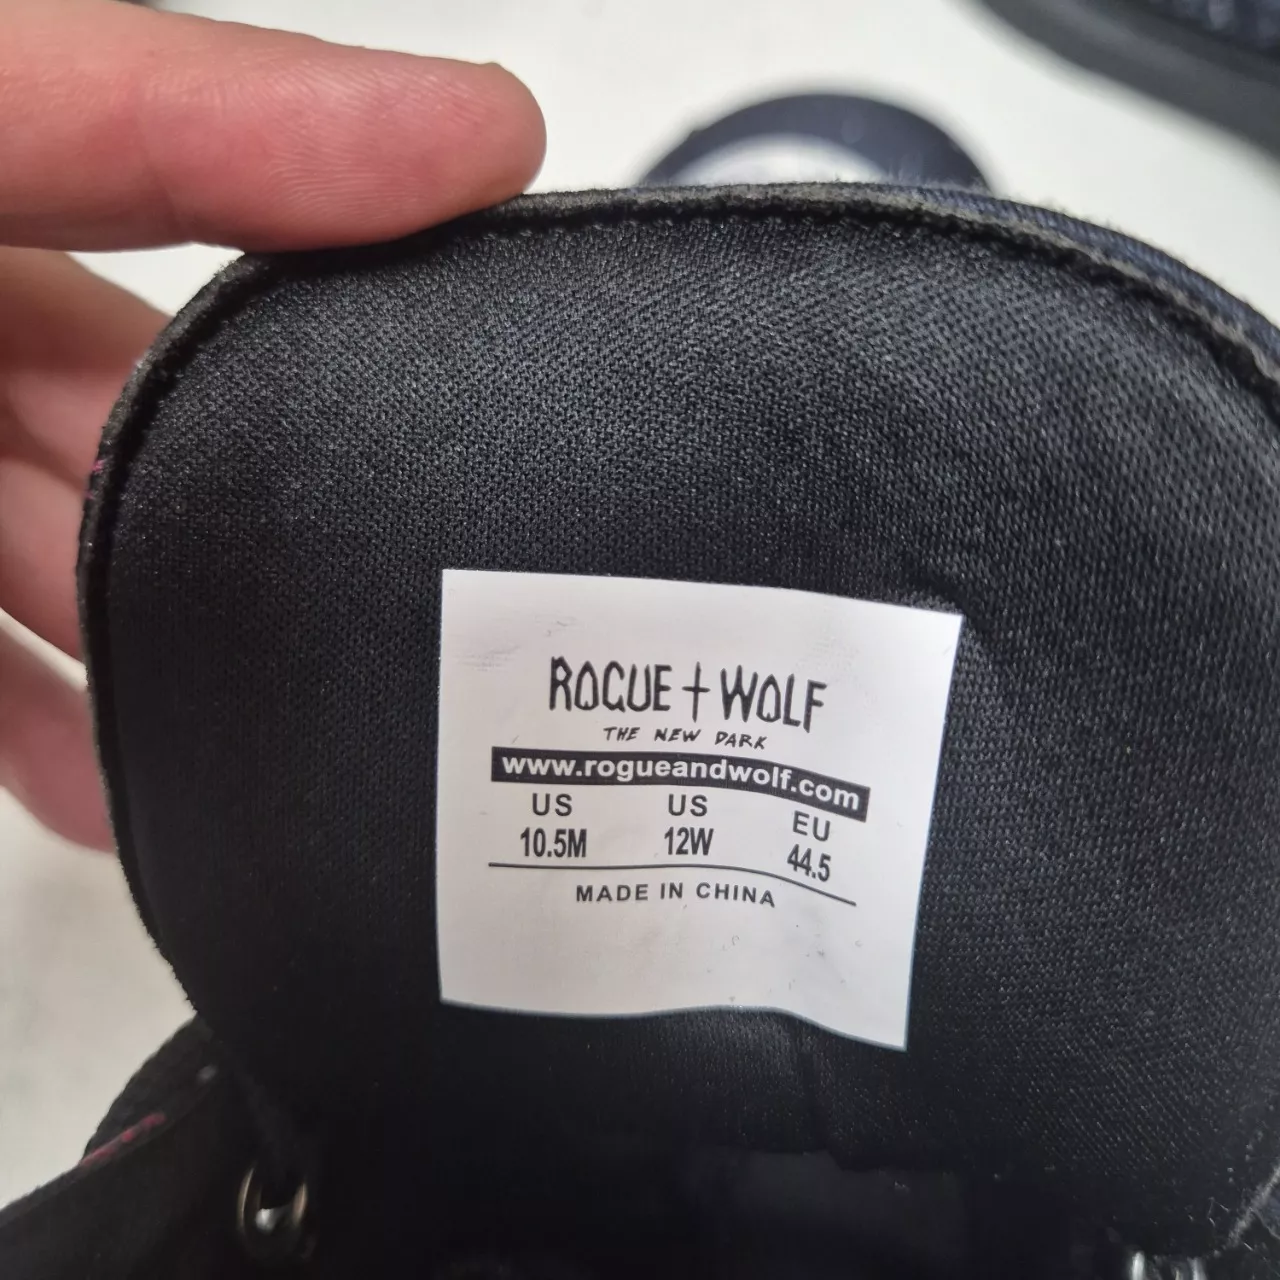 ROGUE + WOLF
THE NEW DARK
www.rogueandwolf.com
US US EU
10.5M 12W 44.5
MADE IN CHINA